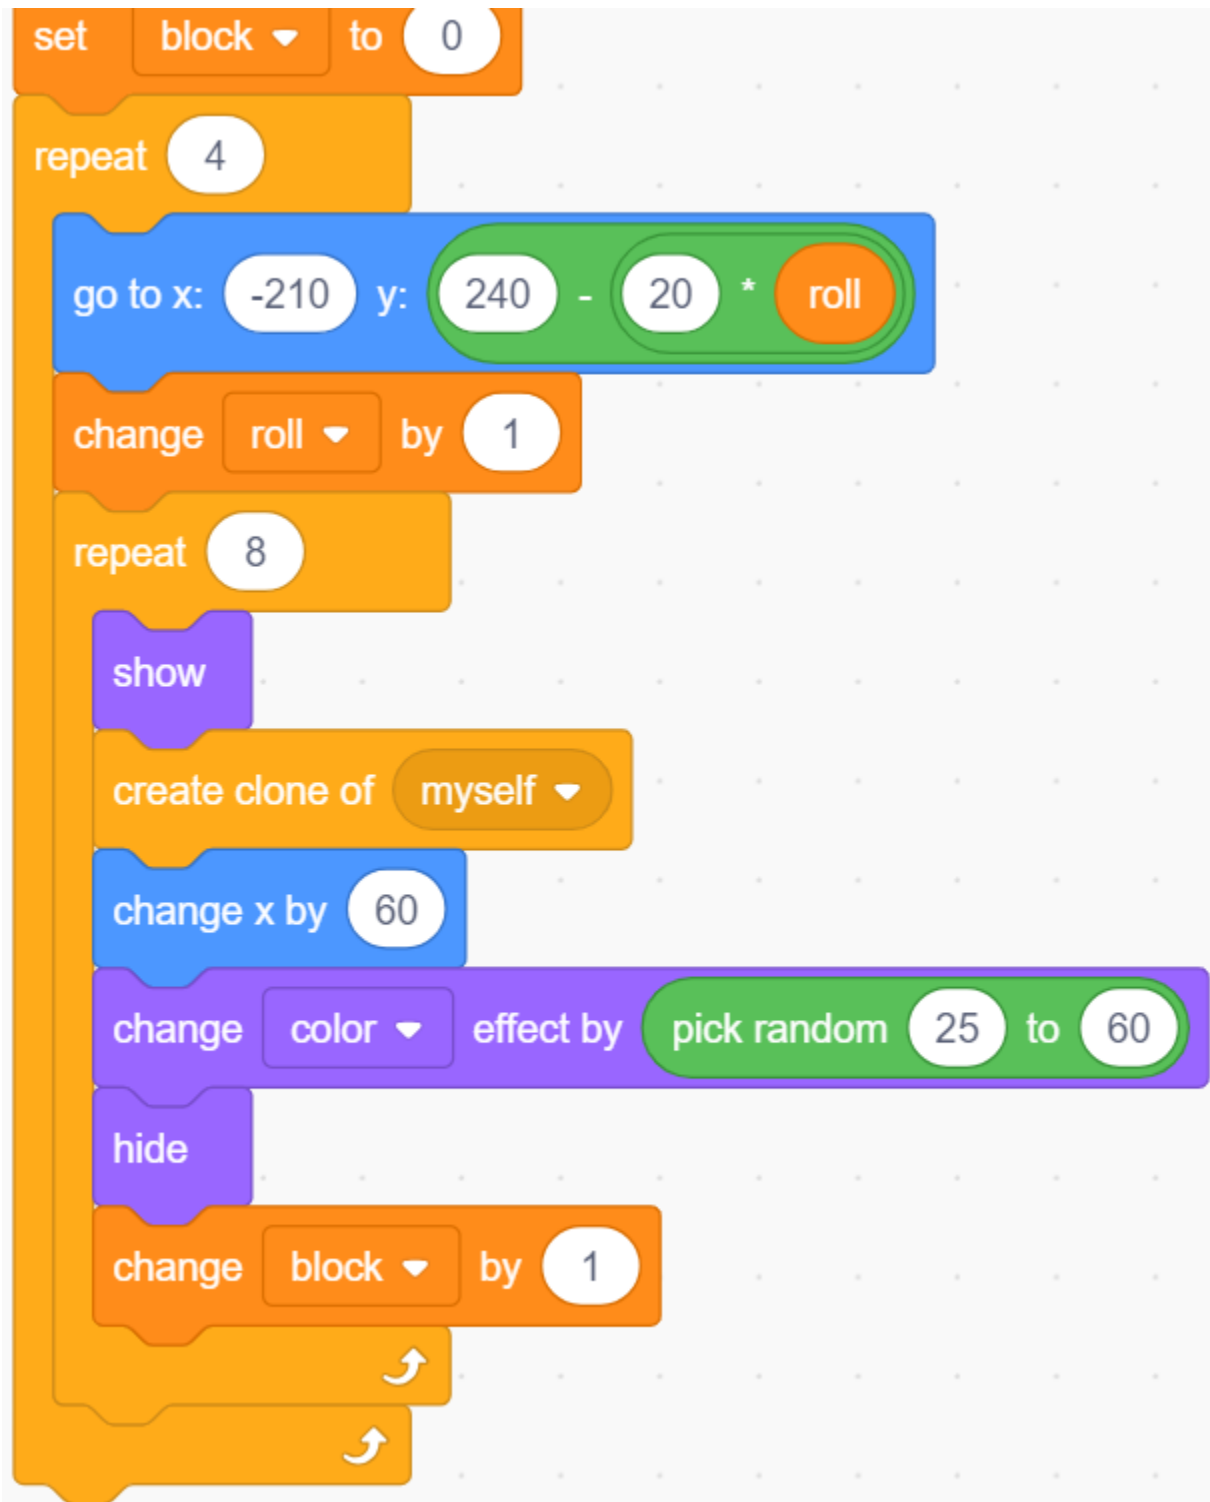 set block to 0
repeat 4
go to x: -210 y: 240 - 20 * roll
change roll by 1
repeat 8
show
create clone of myself
change x by 60
change color effect by pick random 25 to 60
hide
change block by 1